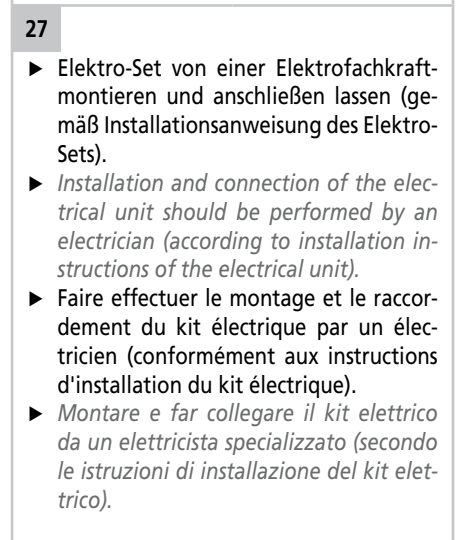 27
▶ Elektro-Set von einer Elektrofachkraft-
montieren und anschließen lassen (ge-
mäß Installationsanweisung des Elektro-
Sets).
▶ Installation and connection of the elec-
trical unit should be performed by an
electrician (according to installation in-
structions of the electrical unit).
▶ Faire effectuer le montage et le raccor-
dement du kit électrique par un élec-
tricien (conformément aux instructions
d'installation du kit électrique).
▶ Montare e far collegare il kit elettrico
da un elettricista specializzato (secondo
le istruzioni di installazione del kit elet-
trico).